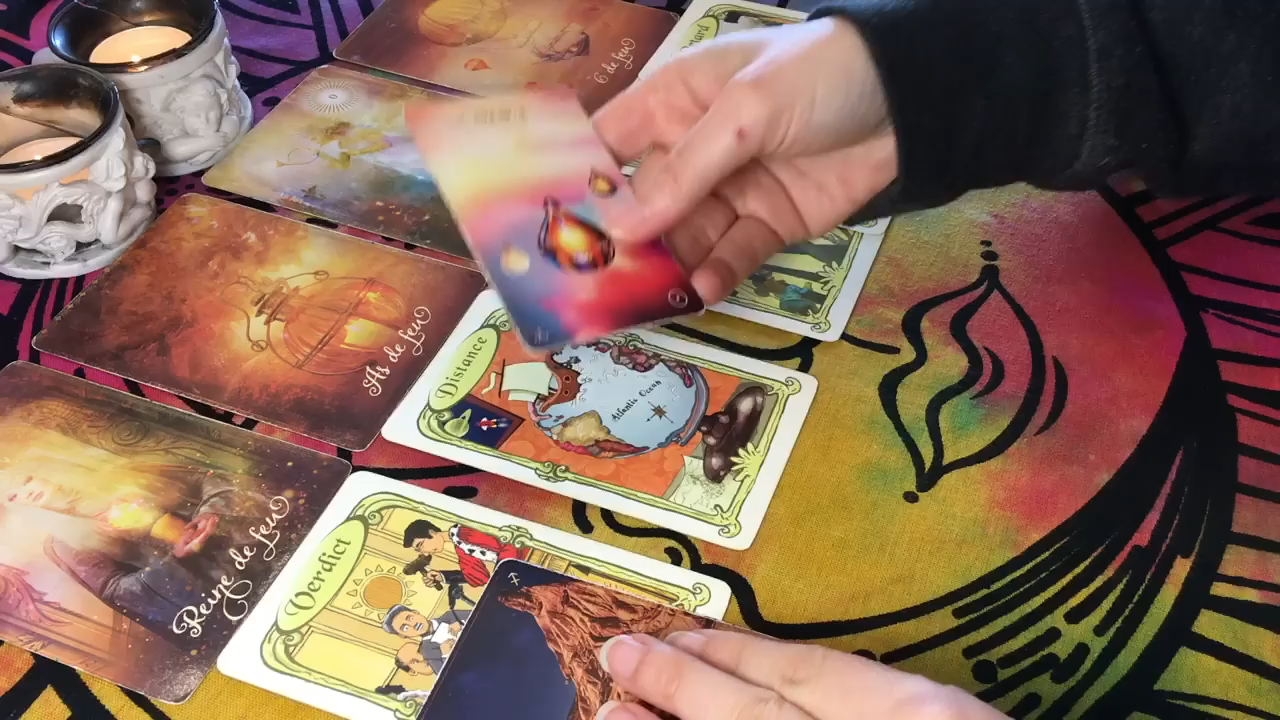 6 de feu
As de feu
Reine de feu
Distance
Atlantic Ocean
Verdict